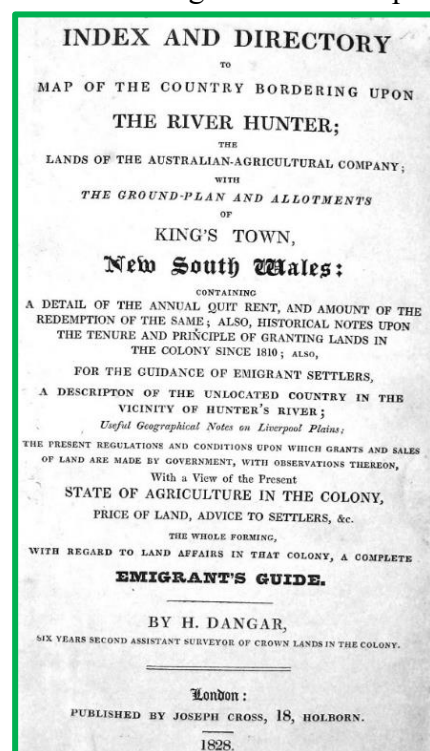 INDEX AND DIRECTORY
TO
MAP OF THE COUNTRY BORDERING UPON
THE RIVER HUNTER;
THE
LANDS OF THE AUSTRALIAN-AGRICULTURAL COMPANY;
WITH
THE GROUND-PLAN AND ALLOTMENTS
OF
KING'S TOWN,
New South Wales:
CONTAINING
A DETAIL OF THE ANNUAL QUIT RENT, AND AMOUNT OF THE
REDEMPTION OF THE SAME; ALSO, HISTORICAL NOTES UPON
THE TENURE AND PRINCIPLE OF GRANTING LANDS IN
THE COLONY SINCE 1810; ALSO,
FOR THE GUIDANCE OF EMIGRANT SETTLERS,
A DESCRIPTON OF THE UNLOCATED COUNTRY IN THE
VICINITY OF HUNTER'S RIVER;
Useful Geographical Notes on Liverpool Plains;
THE PRESENT REGULATIONS AND CONDITIONS UPON WHICH GRANTS AND SALES
OF LAND ARE MADE BY GOVERNMENT, WITH OBSERVATIONS THEREON,
With a View of the Present
STATE OF AGRICULTURE IN THE COLONY,
PRICE OF LAND, ADVICE TO SETTLERS, &c.
THE WHOLE FORMING,
WITH REGARD TO LAND AFFAIRS IN THAT COLONY, A COMPLETE
EMIGRANT'S GUIDE.
BY H. DANGAR,
SIX YEARS SECOND ASSISTANT SURVEYOR OF CROWN LANDS IN THE COLONY.
London:
PUBLISHED BY JOSEPH CROSS, 18, HOLBORN.
1828.